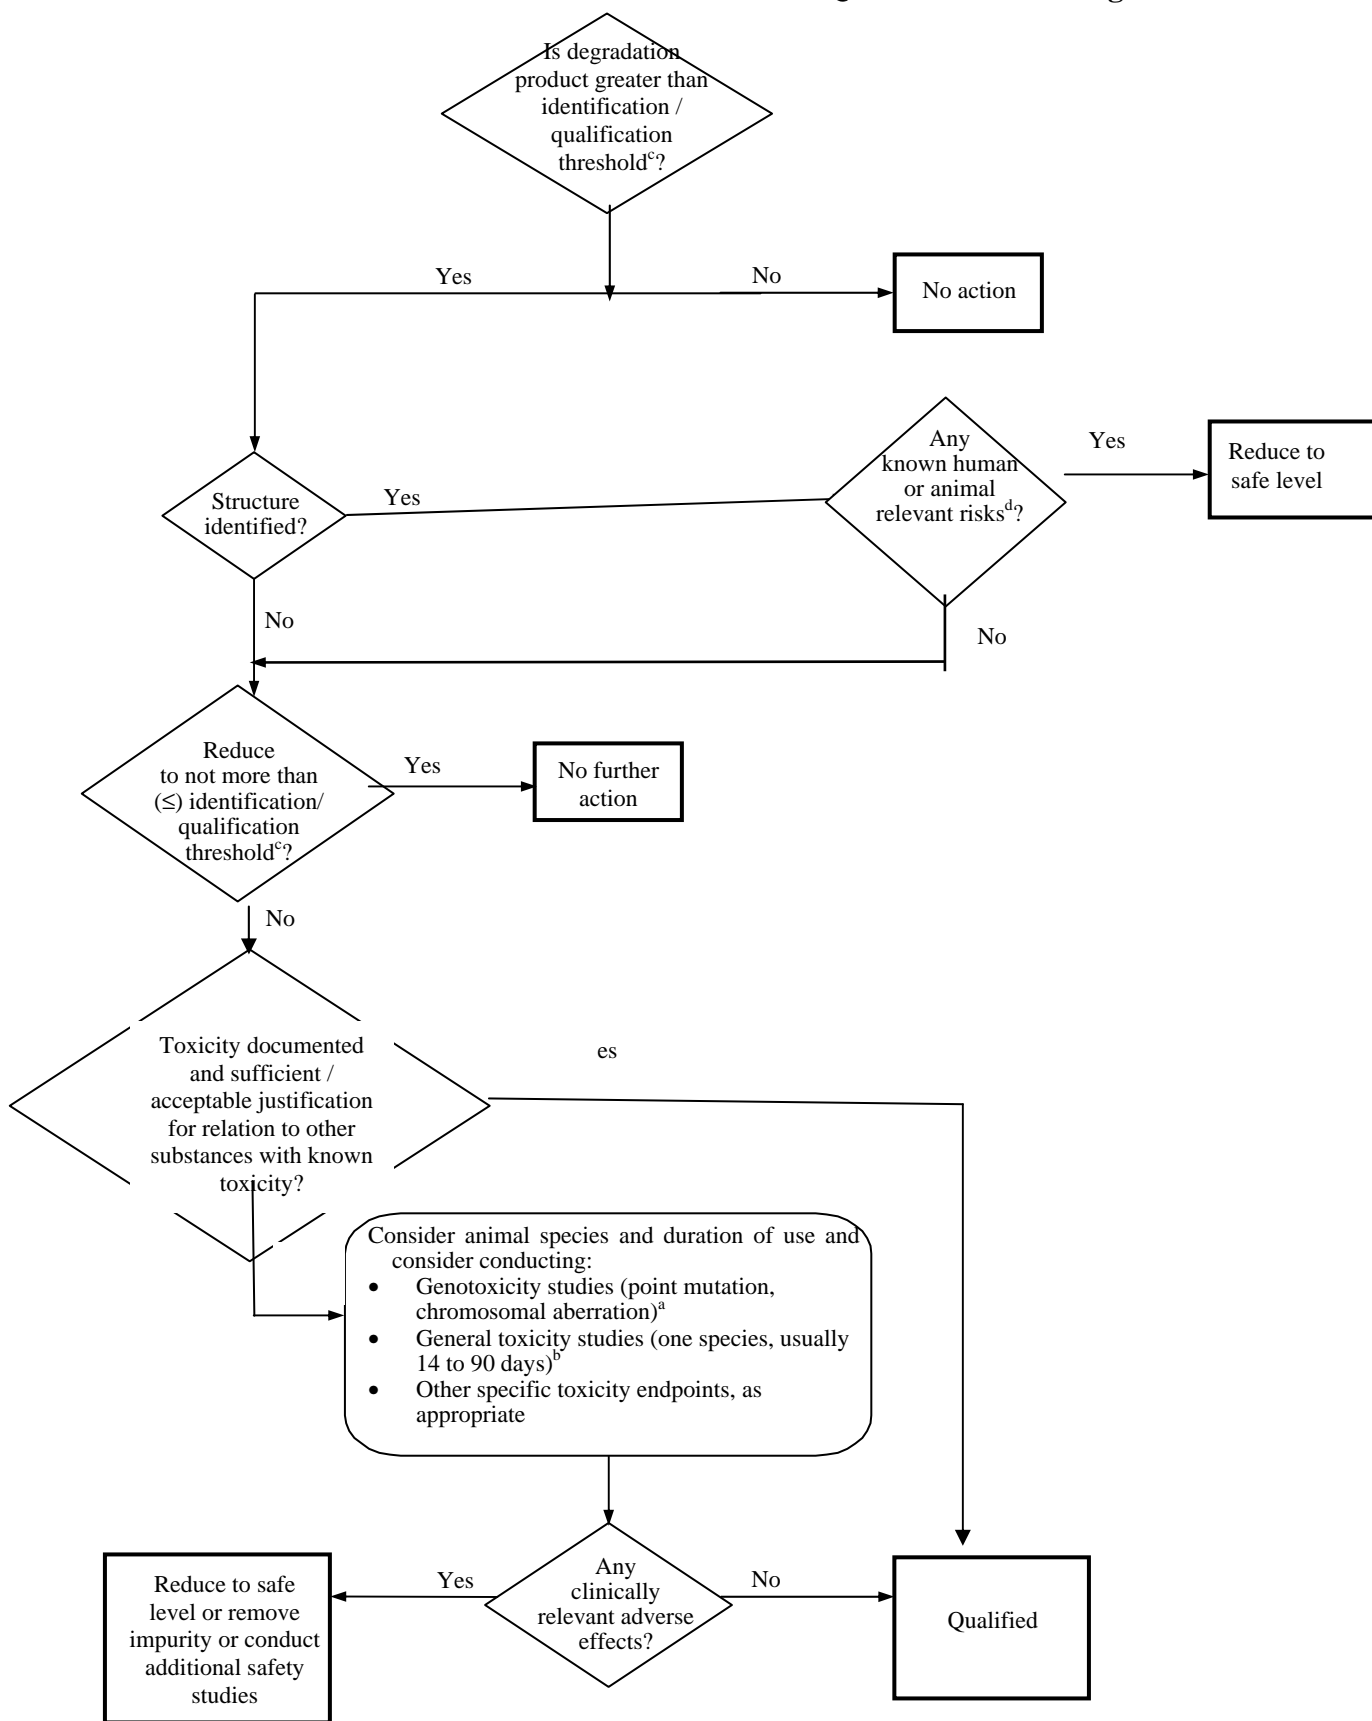 Is degradation
product greater than
identification /
qualification
thresholdᶜ?
Yes
No
No action
Structure
identified?
Yes
Any
known human
or animal
relevant risksᵈ?
Yes
Reduce to
safe level
No
No
Reduce
to not more than
(≤) identification/
qualification
thresholdᶜ?
Yes
No further
action
No
Toxicity documented
and sufficient /
acceptable justification
for relation to other
substances with known
toxicity?
es
Consider animal species and duration of use and
consider conducting:
• Genotoxicity studies (point mutation,
chromosomal aberration)ᵃ
• General toxicity studies (one species, usually
14 to 90 days)ᵇ
• Other specific toxicity endpoints, as
appropriate
Reduce to safe
level or remove
impurity or conduct
additional safety
studies
Yes
Any
clinically
relevant adverse
effects?
No
Qualified